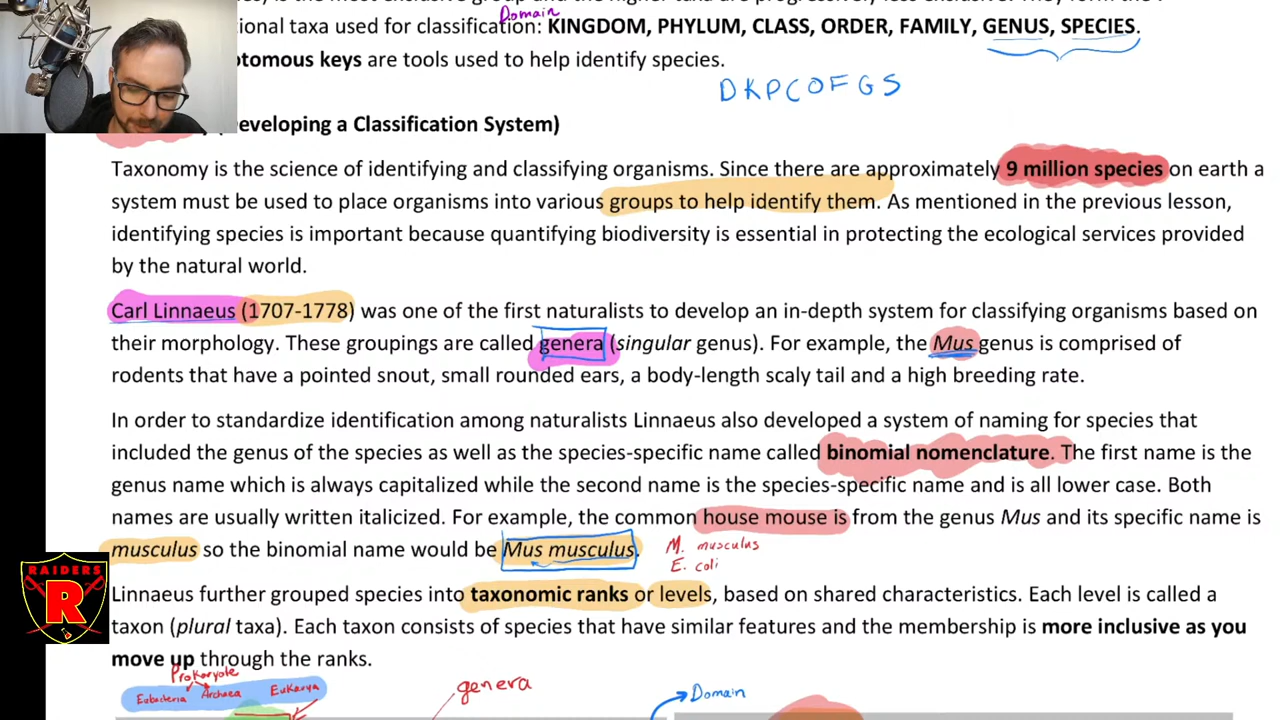 Domain
tional taxa used for classification: KINGDOM, PHYLUM, CLASS, ORDER, FAMILY, GENUS, SPECIES.
otomous keys are tools used to help identify species.
D K P C O F G S
eveloping a Classification System)
Taxonomy is the science of identifying and classifying organisms. Since there are approximately 9 million species on earth a
system must be used to place organisms into various groups to help identify them. As mentioned in the previous lesson,
identifying species is important because quantifying biodiversity is essential in protecting the ecological services provided
by the natural world.
Carl Linnaeus (1707-1778) was one of the first naturalists to develop an in-depth system for classifying organisms based on
their morphology. These groupings are called genera (singular genus). For example, the Mus genus is comprised of
rodents that have a pointed snout, small rounded ears, a body-length scaly tail and a high breeding rate.
In order to standardize identification among naturalists Linnaeus also developed a system of naming for species that
included the genus of the species as well as the species-specific name called binomial nomenclature. The first name is the
genus name which is always capitalized while the second name is the species-specific name and is all lower case. Both
names are usually written italicized. For example, the common house mouse is from the genus Mus and its specific name is
musculus so the binomial name would be Mus musculus. M. musculus
E. coli
RAIDERS
R
Linnaeus further grouped species into taxonomic ranks or levels, based on shared characteristics. Each level is called a
taxon (plural taxa). Each taxon consists of species that have similar features and the membership is more inclusive as you
move up through the ranks.
Prokaryote
Eubacteria Archaea Eukarya
genera
Domain